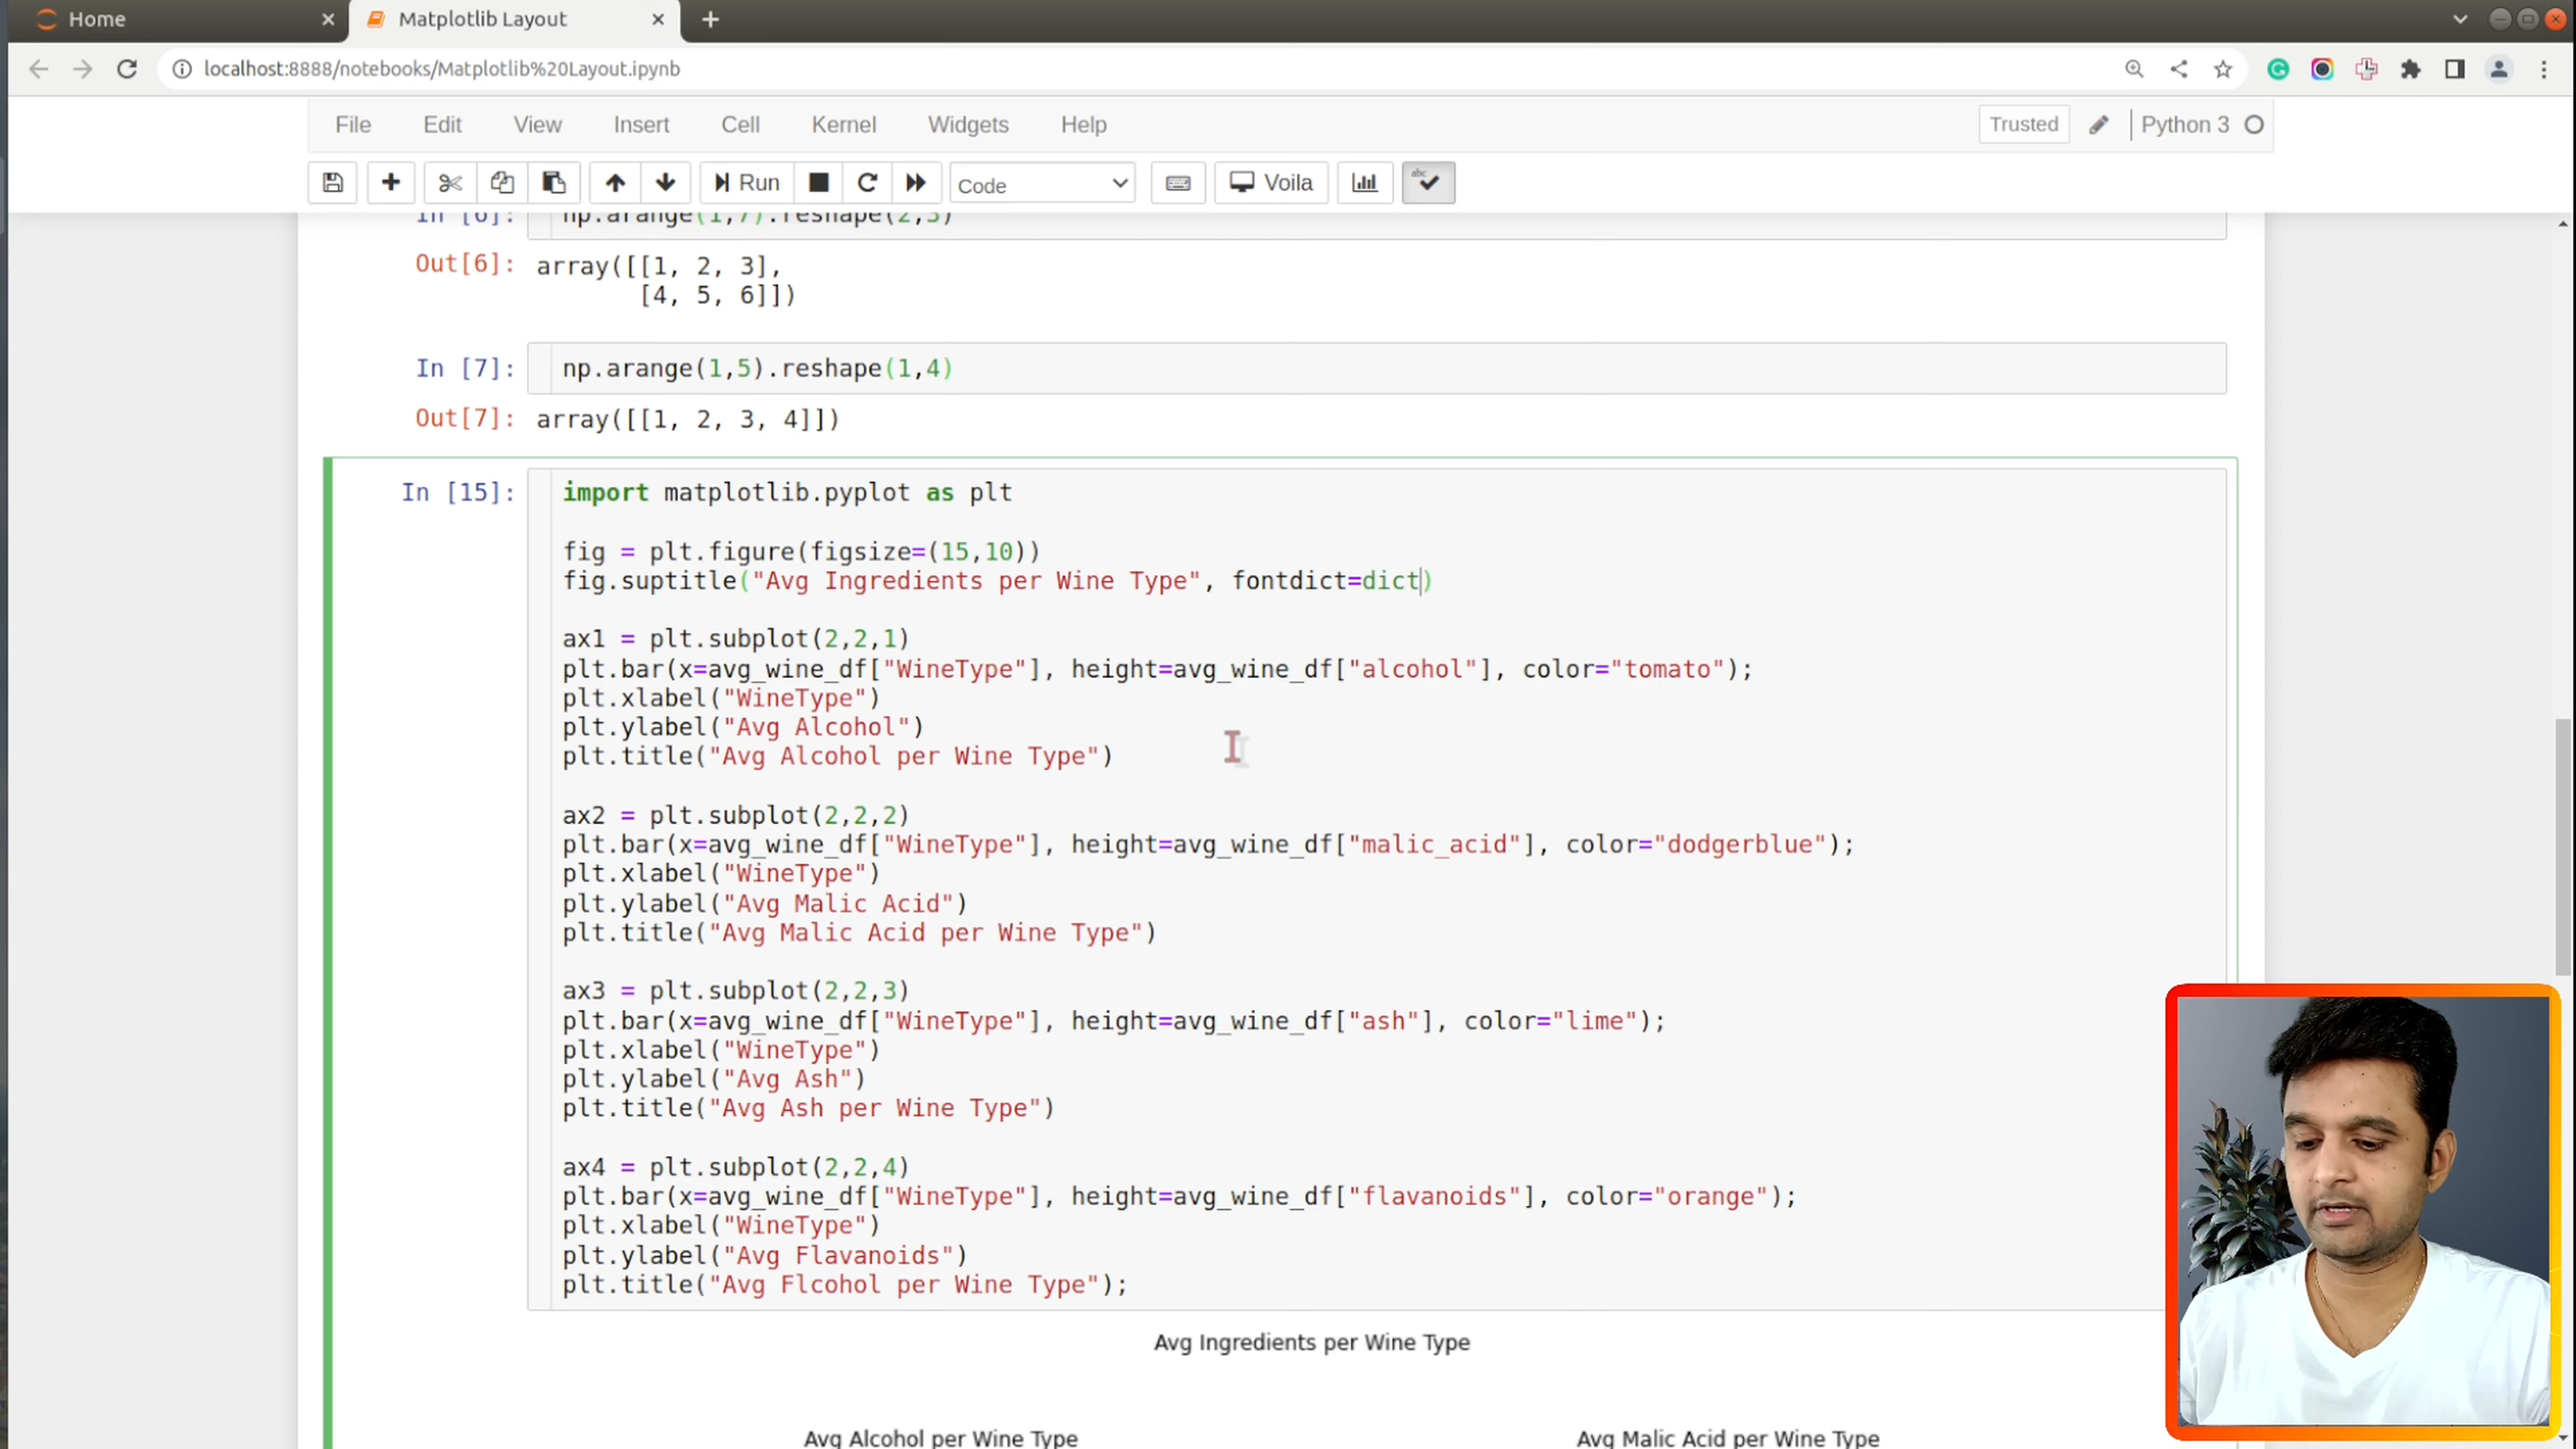 Home
Matplotlib Layout
localhost:8888/notebooks/Matplotlib%20Layout.ipynb
File Edit View Insert Cell Kernel Widgets Help Trusted Python 3
Run Code Voila
In [6]: np.arange(1,7).reshape(2,3)
Out[6]: array([[1, 2, 3],
[4, 5, 6]])
In [7]: np.arange(1,5).reshape(1,4)
Out[7]: array([[1, 2, 3, 4]])
In [15]: import matplotlib.pyplot as plt
fig = plt.figure(figsize=(15,10))
fig.suptitle("Avg Ingredients per Wine Type", fontdict=dict)
ax1 = plt.subplot(2,2,1)
plt.bar(x=avg_wine_df["WineType"], height=avg_wine_df["alcohol"], color="tomato");
plt.xlabel("WineType")
plt.ylabel("Avg Alcohol")
plt.title("Avg Alcohol per Wine Type")
ax2 = plt.subplot(2,2,2)
plt.bar(x=avg_wine_df["WineType"], height=avg_wine_df["malic_acid"], color="dodgerblue");
plt.xlabel("WineType")
plt.ylabel("Avg Malic Acid")
plt.title("Avg Malic Acid per Wine Type")
ax3 = plt.subplot(2,2,3)
plt.bar(x=avg_wine_df["WineType"], height=avg_wine_df["ash"], color="lime");
plt.xlabel("WineType")
plt.ylabel("Avg Ash")
plt.title("Avg Ash per Wine Type")
ax4 = plt.subplot(2,2,4)
plt.bar(x=avg_wine_df["WineType"], height=avg_wine_df["flavanoids"], color="orange");
plt.xlabel("WineType")
plt.ylabel("Avg Flavanoids")
plt.title("Avg Flcohol per Wine Type");
Avg Ingredients per Wine Type
Avg Alcohol per Wine Type
Avg Malic Acid per Wine Type